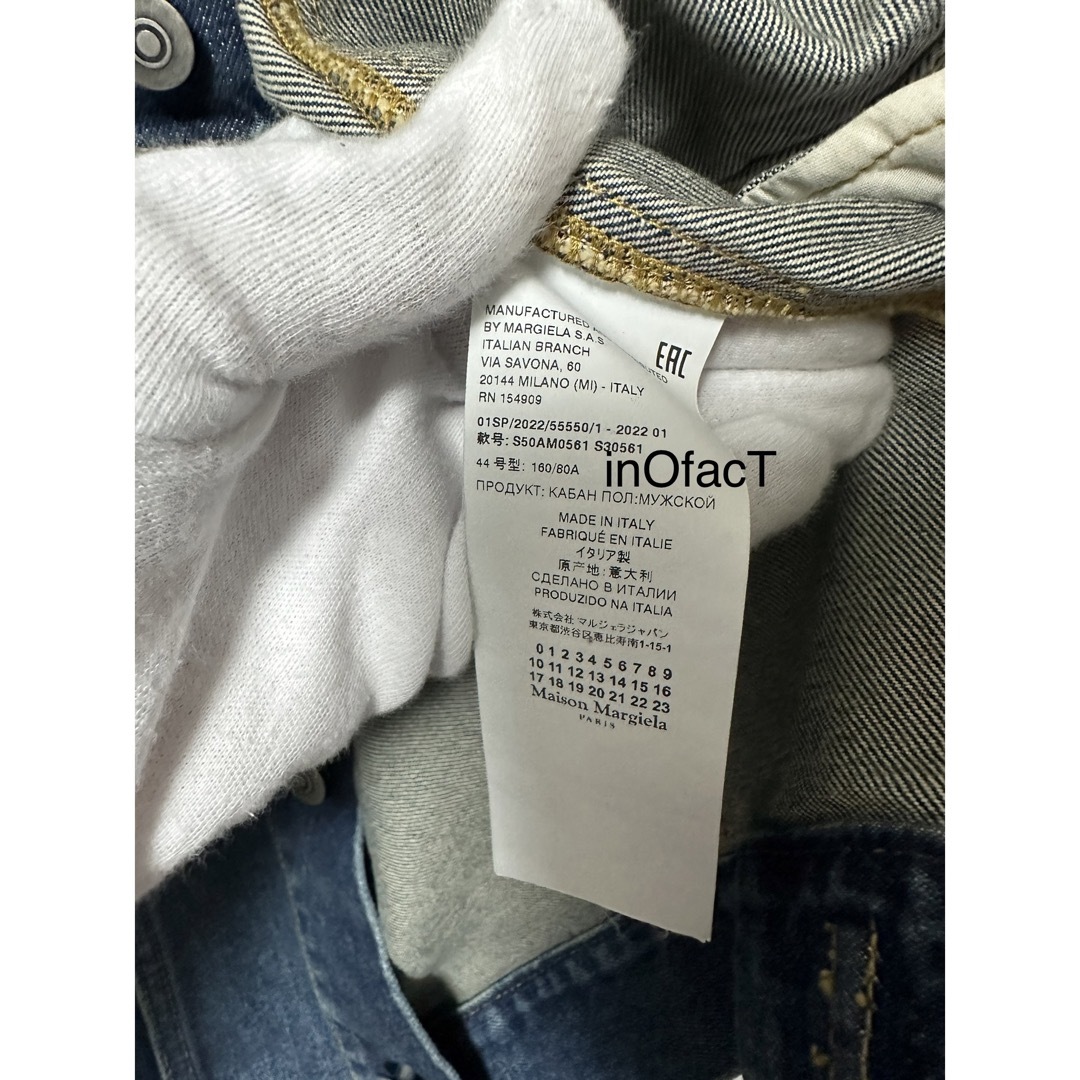 MANUFACTURED
BY MARGIELA S.A.S
ITALIAN BRANCH
VIA SAVONA, 60
20144 MILANO (MI) - ITALY
RN 154909
EAC
01SP/2022/55550/1 - 2022 01
款号: S50AM0561 S30561
44 号型: 160/80A
inOfacT
ПРОДУКТ: КАБАН ПОЛ:МУЖСКОЙ
MADE IN ITALY
FABRIQUÉ EN ITALIE
イタリア製
原产地:意大利
СДЕЛАНО В ИТАЛИИ
PRODUZIDO NA ITALIA
株式会社 マルジェラジャパン
東京都渋谷区恵比寿南1-15-1
0 1 2 3 4 5 6 7 8 9
10 11 12 13 14 15 16
17 18 19 20 21 22 23
Maison Margiela
PARIS